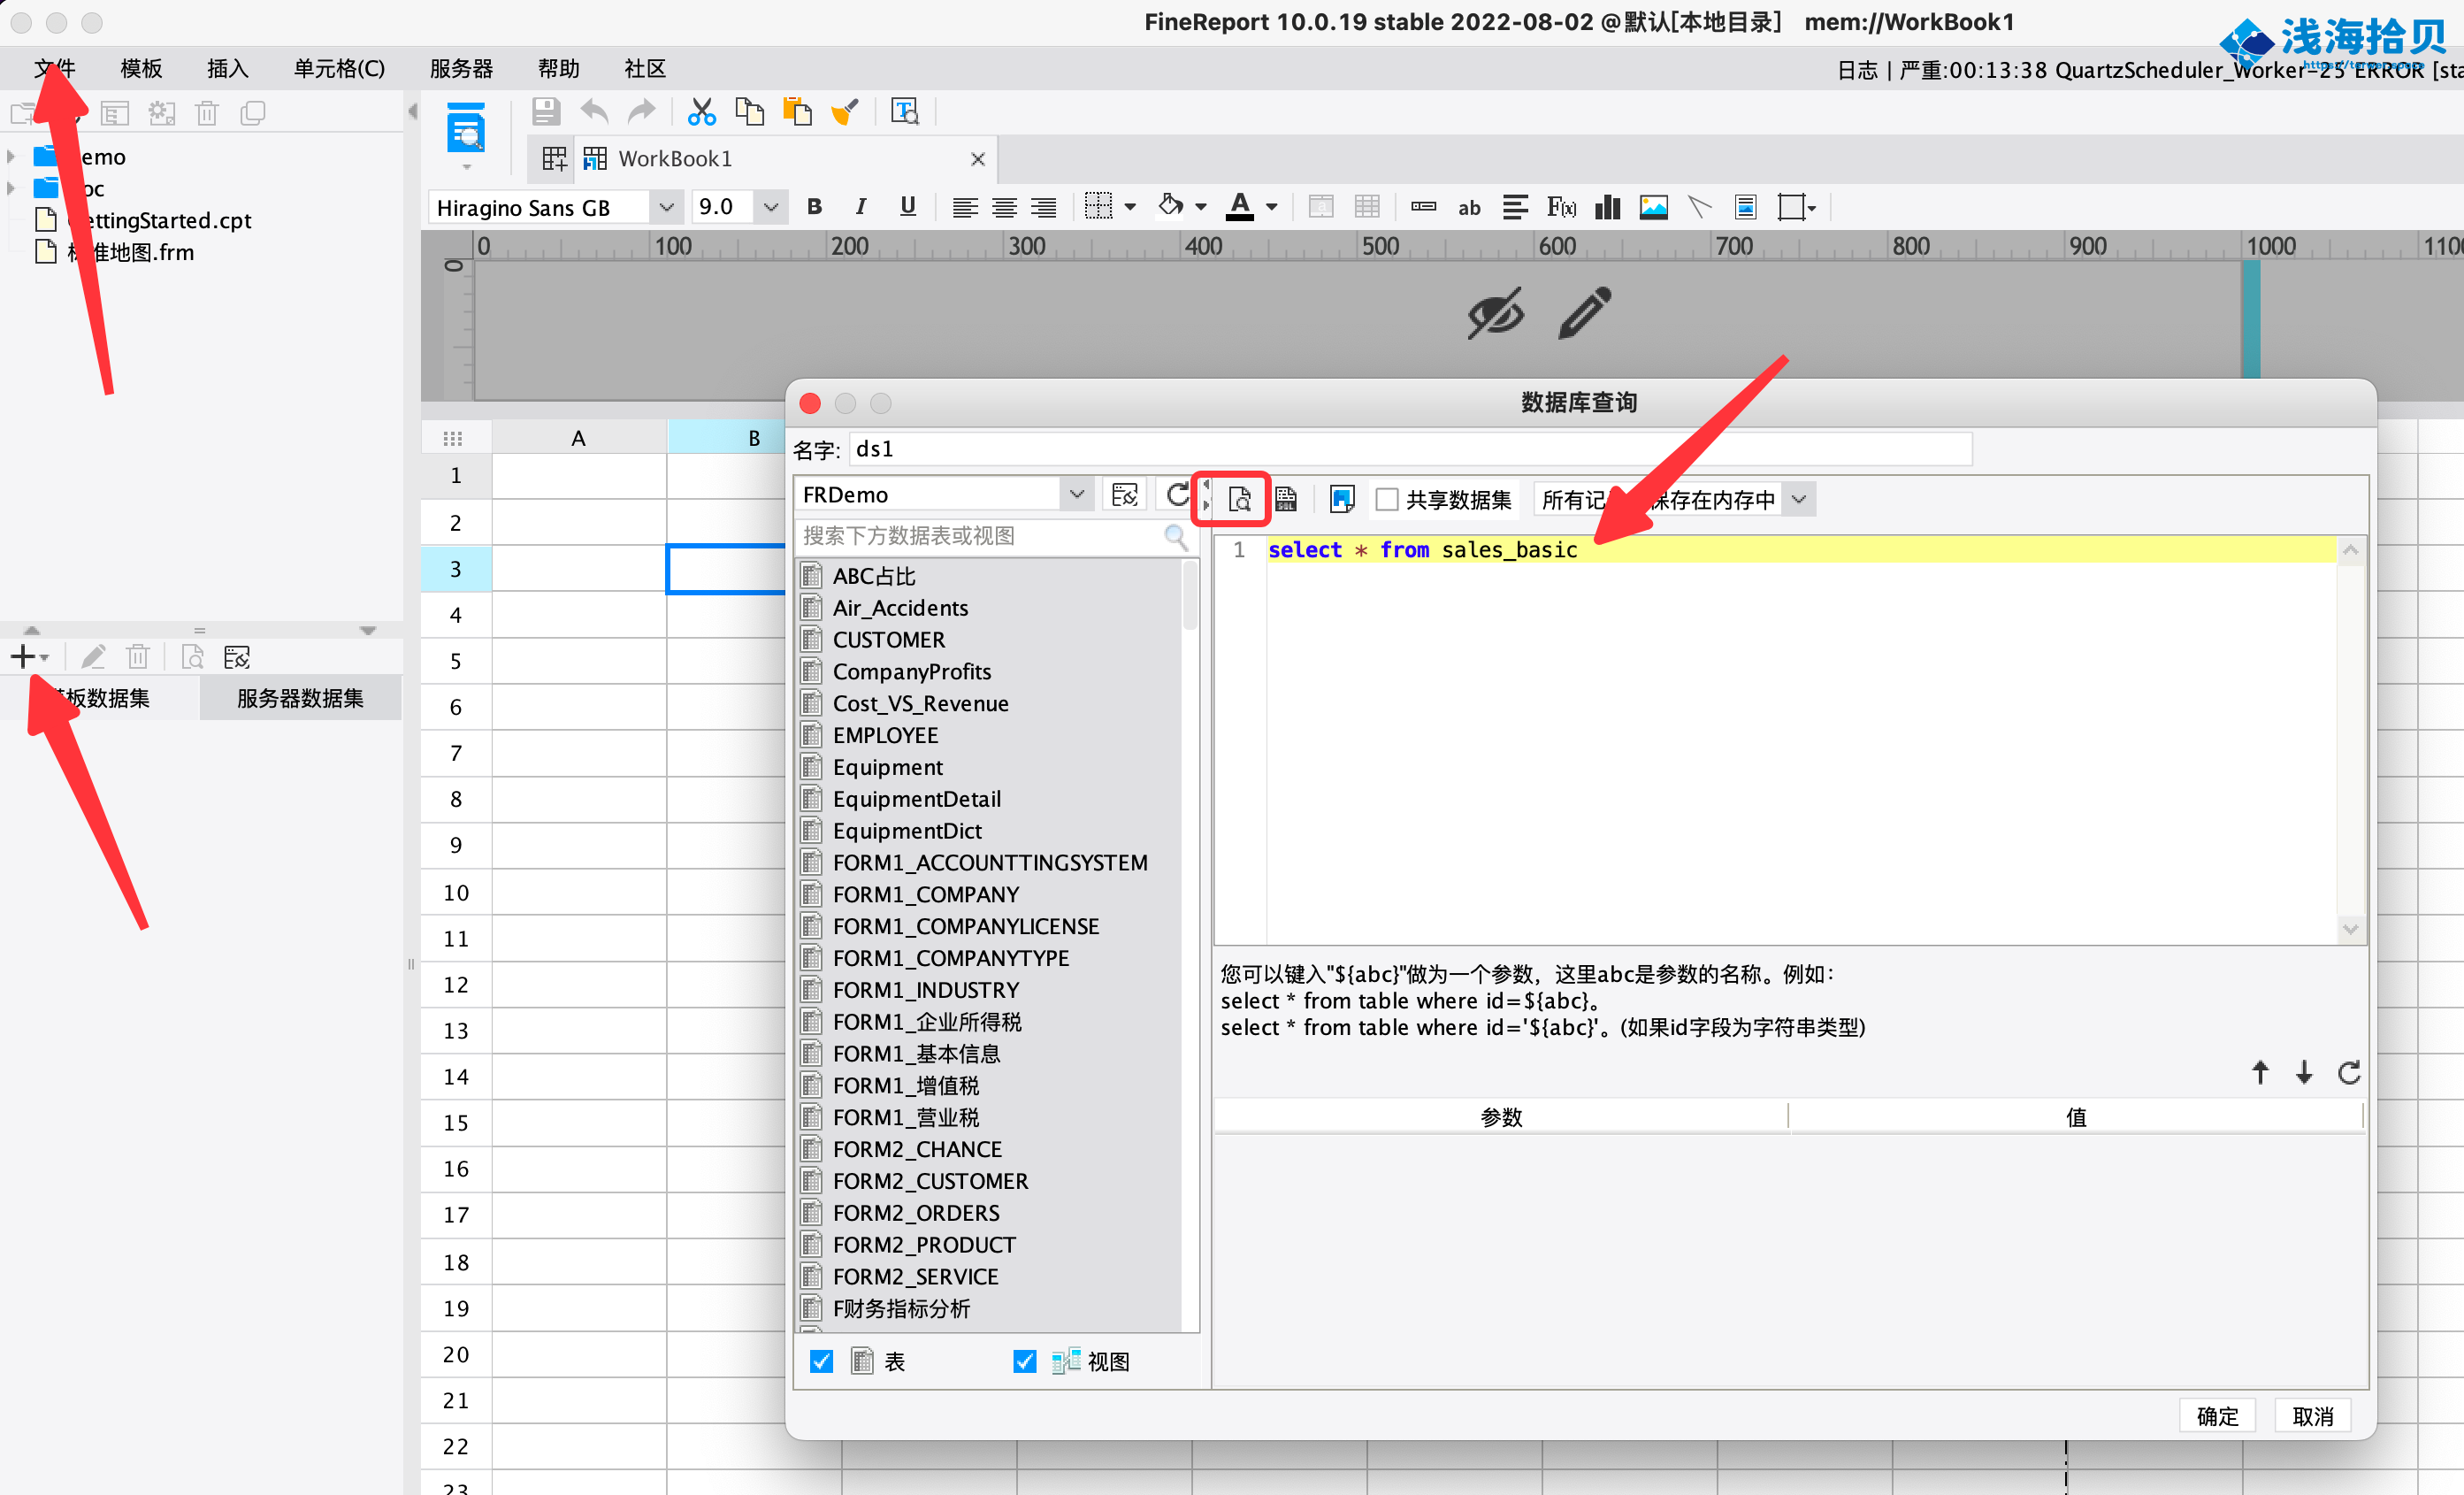 FineReport 10.0.19 stable 2022-08-02 @默认[本地目录] mem://WorkBook1
浅海拾贝
文件 模板 插入 单元格(C) 服务器 帮助 社区
日志 | 严重:00:13:38 QuartzScheduler_Worker-25 ERROR [sta
WorkBook1
emo
oc
ettingStarted.cpt
标准地图.frm
Hiragino Sans GB 9.0 B I U A ab F(x)
0 100 200 300 400 500 600 700 800 900 1000 1100
0
A B
1
2
3
4
5
6
7
8
9
10
11
12
13
14
15
16
17
18
19
20
21
22
23
模板数据集 服务器数据集
数据库查询
名字: ds1
FRDemo
共享数据集 所有记 保存在内存中
搜索下方数据表或视图
1 select * from sales_basic
ABC占比
Air_Accidents
CUSTOMER
CompanyProfits
Cost_VS_Revenue
EMPLOYEE
Equipment
EquipmentDetail
EquipmentDict
FORM1_ACCOUNTTINGSYSTEM
FORM1_COMPANY
FORM1_COMPANYLICENSE
FORM1_COMPANYTYPE
FORM1_INDUSTRY
FORM1_企业所得税
FORM1_基本信息
FORM1_增值税
FORM1_营业税
FORM2_CHANCE
FORM2_CUSTOMER
FORM2_ORDERS
FORM2_PRODUCT
FORM2_SERVICE
F财务指标分析
表 视图
您可以键入"${abc}"做为一个参数，这里abc是参数的名称。例如：
select * from table where id=${abc}。
select * from table where id='${abc}'。(如果id字段为字符串类型)
参数 值
确定 取消